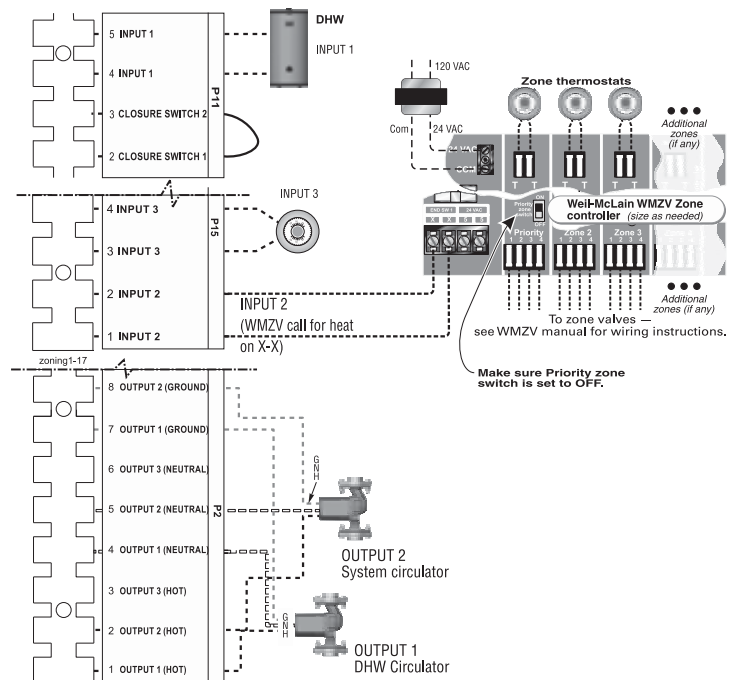 5 INPUT 1
4 INPUT 1
3 CLOSURE SWITCH 2
2 CLOSURE SWITCH 1
P11
DHW
INPUT 1
120 VAC
Com
24 VAC
24 VAC
COM
Zone thermostats
Additional
zones
(if any)
T T
T T
T T
4 INPUT 3
3 INPUT 3
2 INPUT 2
1 INPUT 2
P15
INPUT 3
INPUT 2
(WMZV call for heat
on X-X)
zoning1-17
END SW 1 24 VAC
X X
Priority
zone
switch
ON
OFF
Weil-McLain WMZV Zone
controller (size as needed)
Priority
Zone 2
Zone 3
1 2 3 4
1 2 3 4
1 2 3 4
Additional
zones (if any)
To zone valves —
see WMZV manual for wiring instructions.
Make sure Priority zone
switch is set to OFF.
8 OUTPUT 2 (GROUND)
7 OUTPUT 1 (GROUND)
6 OUTPUT 3 (NEUTRAL)
5 OUTPUT 2 (NEUTRAL)
4 OUTPUT 1 (NEUTRAL)
3 OUTPUT 3 (HOT)
2 OUTPUT 2 (HOT)
1 OUTPUT 1 (HOT)
P2
G
N
H
OUTPUT 2
System circulator
G
N
H
OUTPUT 1
DHW Circulator